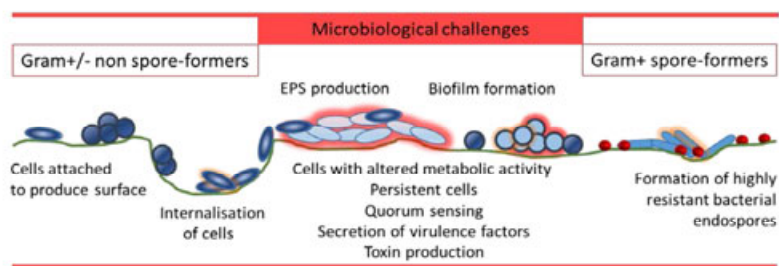 Microbiological challenges
Gram+/- non spore-formers
Gram+ spore-formers
EPS production
Biofilm formation
Cells attached
to produce surface
Internalisation
of cells
Cells with altered metabolic activity
Persistent cells
Quorum sensing
Secretion of virulence factors
Toxin production
Formation of highly
resistant bacterial
endospores